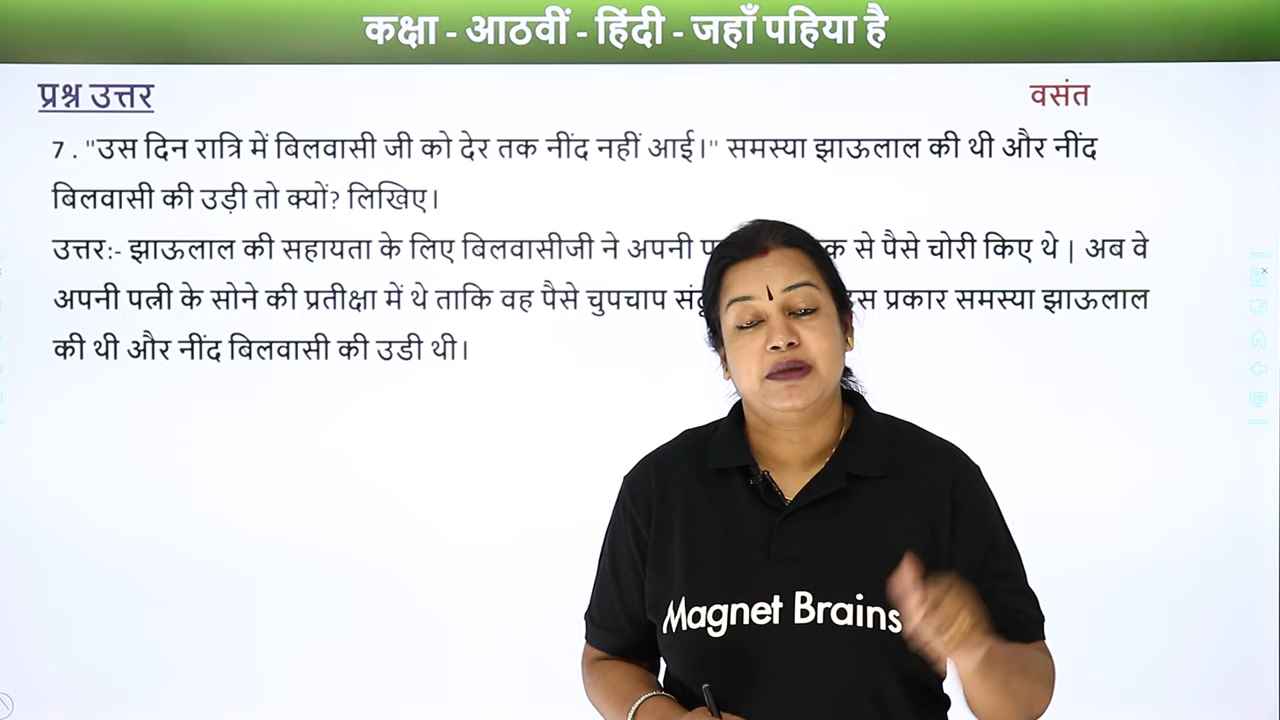 कक्षा - आठवीं - हिंदी - जहाँ पहिया है
प्रश्न उत्तर
वसंत
7 . "उस दिन रात्रि में बिलवासी जी को देर तक नींद नहीं आई।" समस्या झाऊलाल की थी और नींद
बिलवासी की उड़ी तो क्यों? लिखिए।
उत्तर:- झाऊलाल की सहायता के लिए बिलवासीजी ने अपनी से पैसे चोरी किए थे | अब वे
अपनी पत्नी के सोने की प्रतीक्षा में थे ताकि वह पैसे चुपचाप प्रकार समस्या झाऊलाल
की थी और नींद बिलवासी की उडी थी।
Magnet Brains